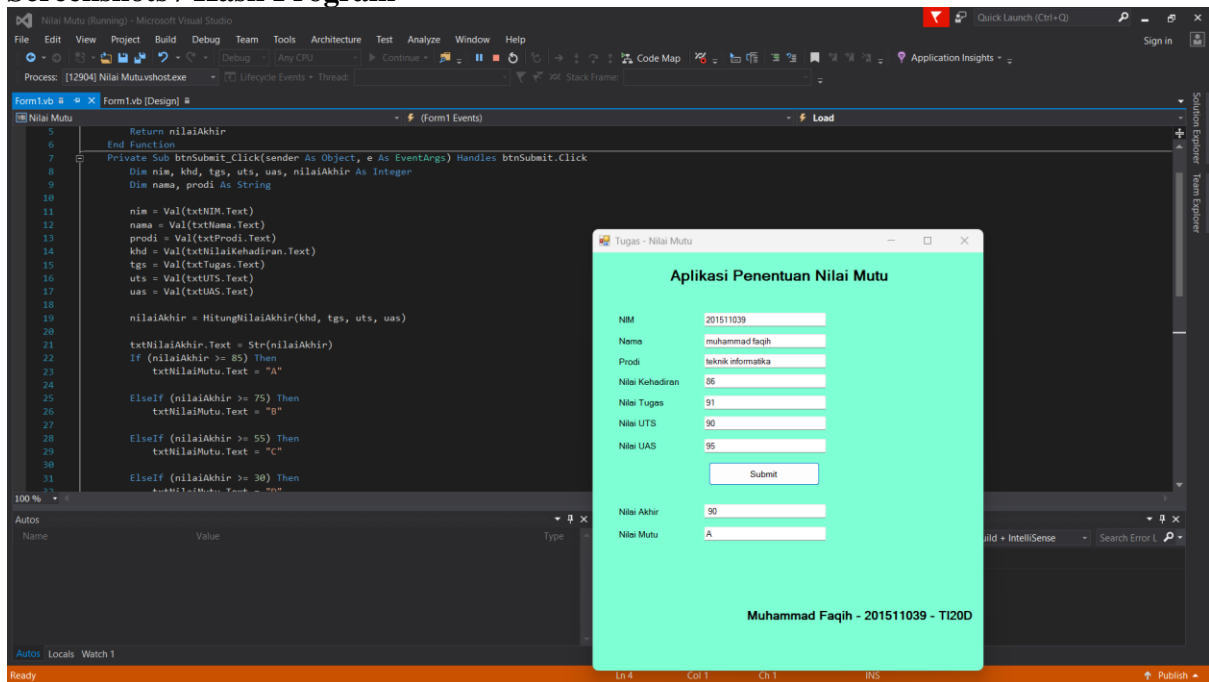 Screenshots / Hasil Program
Nilai Mutu (Running) - Microsoft Visual Studio
Quick Launch (Ctrl+Q)
File Edit View Project Build Debug Team Tools Architecture Test Analyze Window Help
Sign in
Debug Any CPU Continue Code Map Application Insights
Process: [12904] Nilai Mutu.vshost.exe Lifecycle Events Thread: Stack Frame:
Form1.vb Form1.vb [Design]
Nilai Mutu (Form1 Events) Load
5 Return nilaiAkhir
6 End Function
7 Private Sub btnSubmit_Click(sender As Object, e As EventArgs) Handles btnSubmit.Click
8 Dim nim, khd, tgs, uts, uas, nilaiAkhir As Integer
9 Dim nama, prodi As String
10
11 nim = Val(txtNIM.Text)
12 nama = Val(txtNama.Text)
13 prodi = Val(txtProdi.Text)
14 khd = Val(txtNilaiKehadiran.Text)
15 tgs = Val(txtTugas.Text)
16 uts = Val(txtUTS.Text)
17 uas = Val(txtUAS.Text)
18
19 nilaiAkhir = HitungNilaiAkhir(khd, tgs, uts, uas)
20
21 txtNilaiAkhir.Text = Str(nilaiAkhir)
22 If (nilaiAkhir >= 85) Then
23 txtNilaiMutu.Text = "A"
24
25 ElseIf (nilaiAkhir >= 75) Then
26 txtNilaiMutu.Text = "B"
27
28 ElseIf (nilaiAkhir >= 55) Then
29 txtNilaiMutu.Text = "C"
30
31 ElseIf (nilaiAkhir >= 30) Then
100 %
Autos
Name Value Type
Autos Locals Watch 1
Solution Explorer
Team Explorer
Tugas - Nilai Mutu
Aplikasi Penentuan Nilai Mutu
NIM 201511039
Nama muhammad faqih
Prodi teknik informatika
Nilai Kehadiran 86
Nilai Tugas 91
Nilai UTS 90
Nilai UAS 95
Submit
Nilai Akhir 90
Nilai Mutu A
Muhammad Faqih - 201511039 - TI20D
uild + IntelliSense Search Error L
Ready Ln 4 Col 1 Ch 1 INS Publish